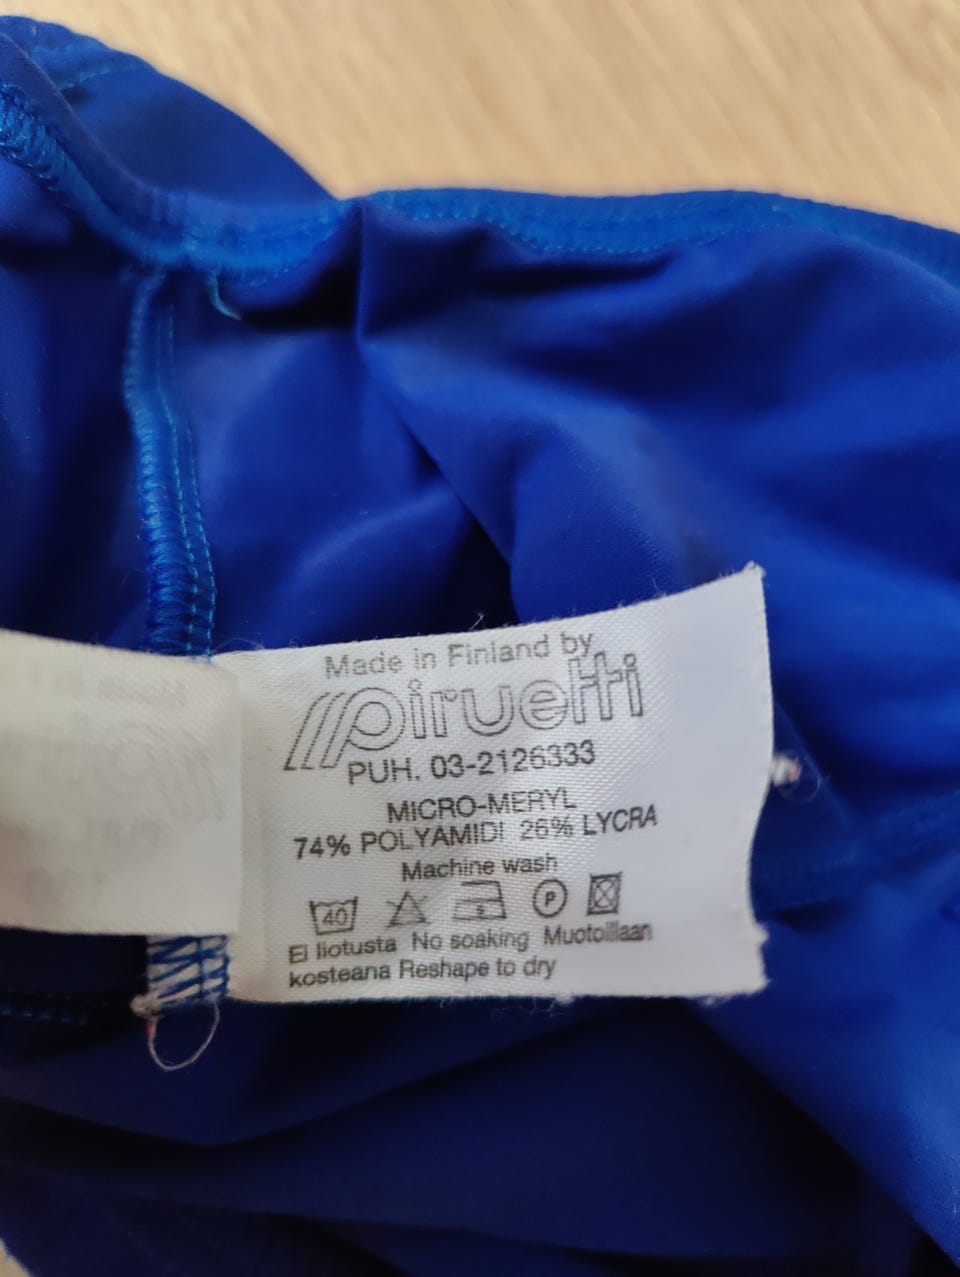 Made in Finland by
piruetti
PUH. 03-2126333
MICRO-MERYL
74% POLYAMIDI 26% LYCRA
Machine wash
40 P
EI liotusta No soaking Muotoillaan
kosteana Reshape to dry